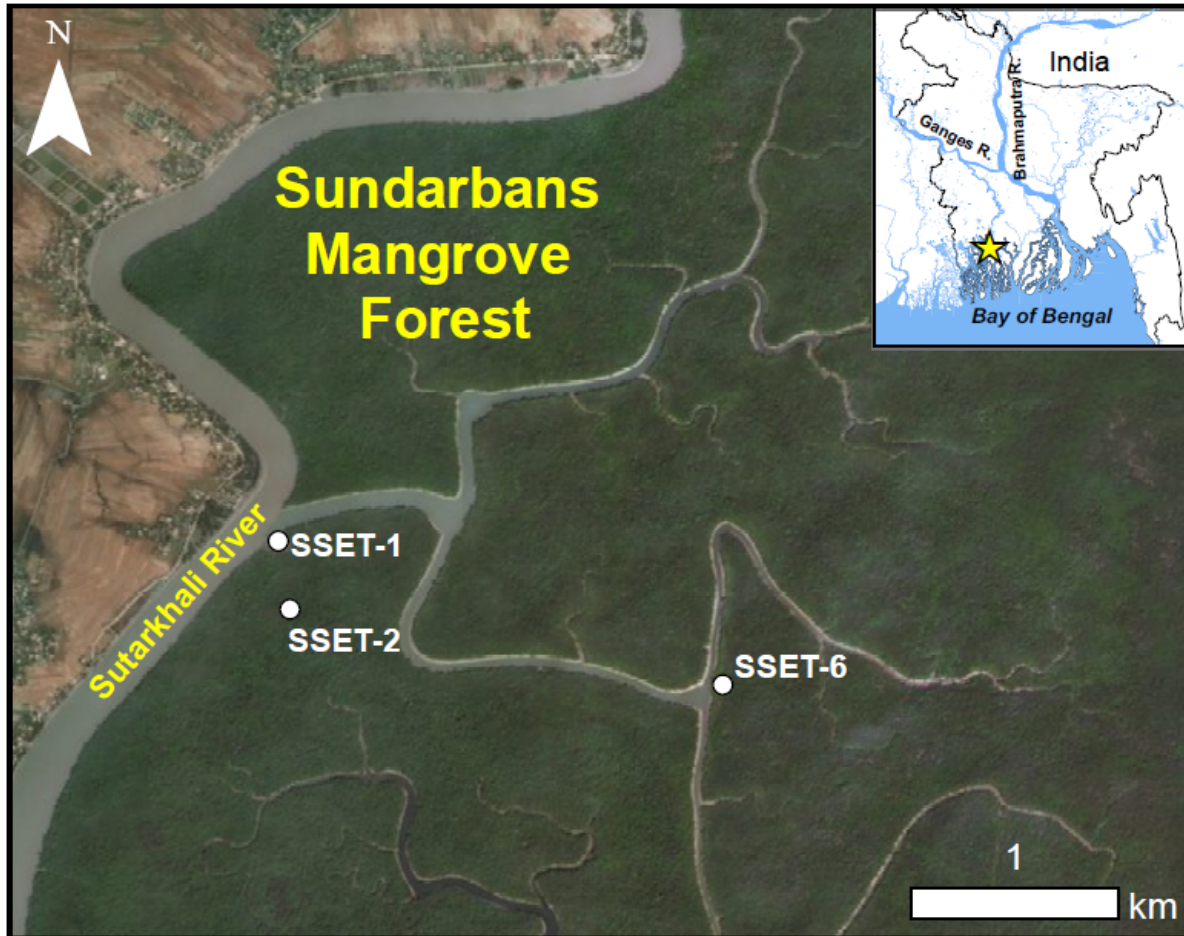 N
India
Brahmaputra R.
Ganges R.
Bay of Bengal
Sundarbans
Mangrove
Forest
SSET-1
Sutarkhali River
SSET-2
SSET-6
1
km